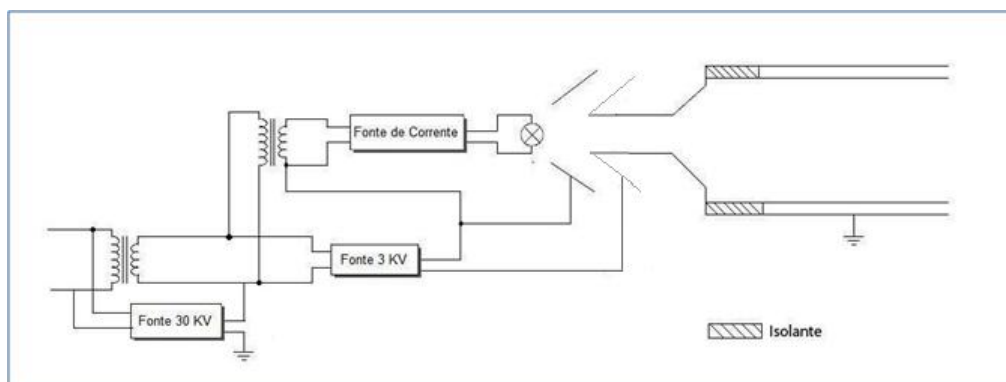 Fonte de Corrente
Fonte 3 KV
Fonte 30 KV
Isolante